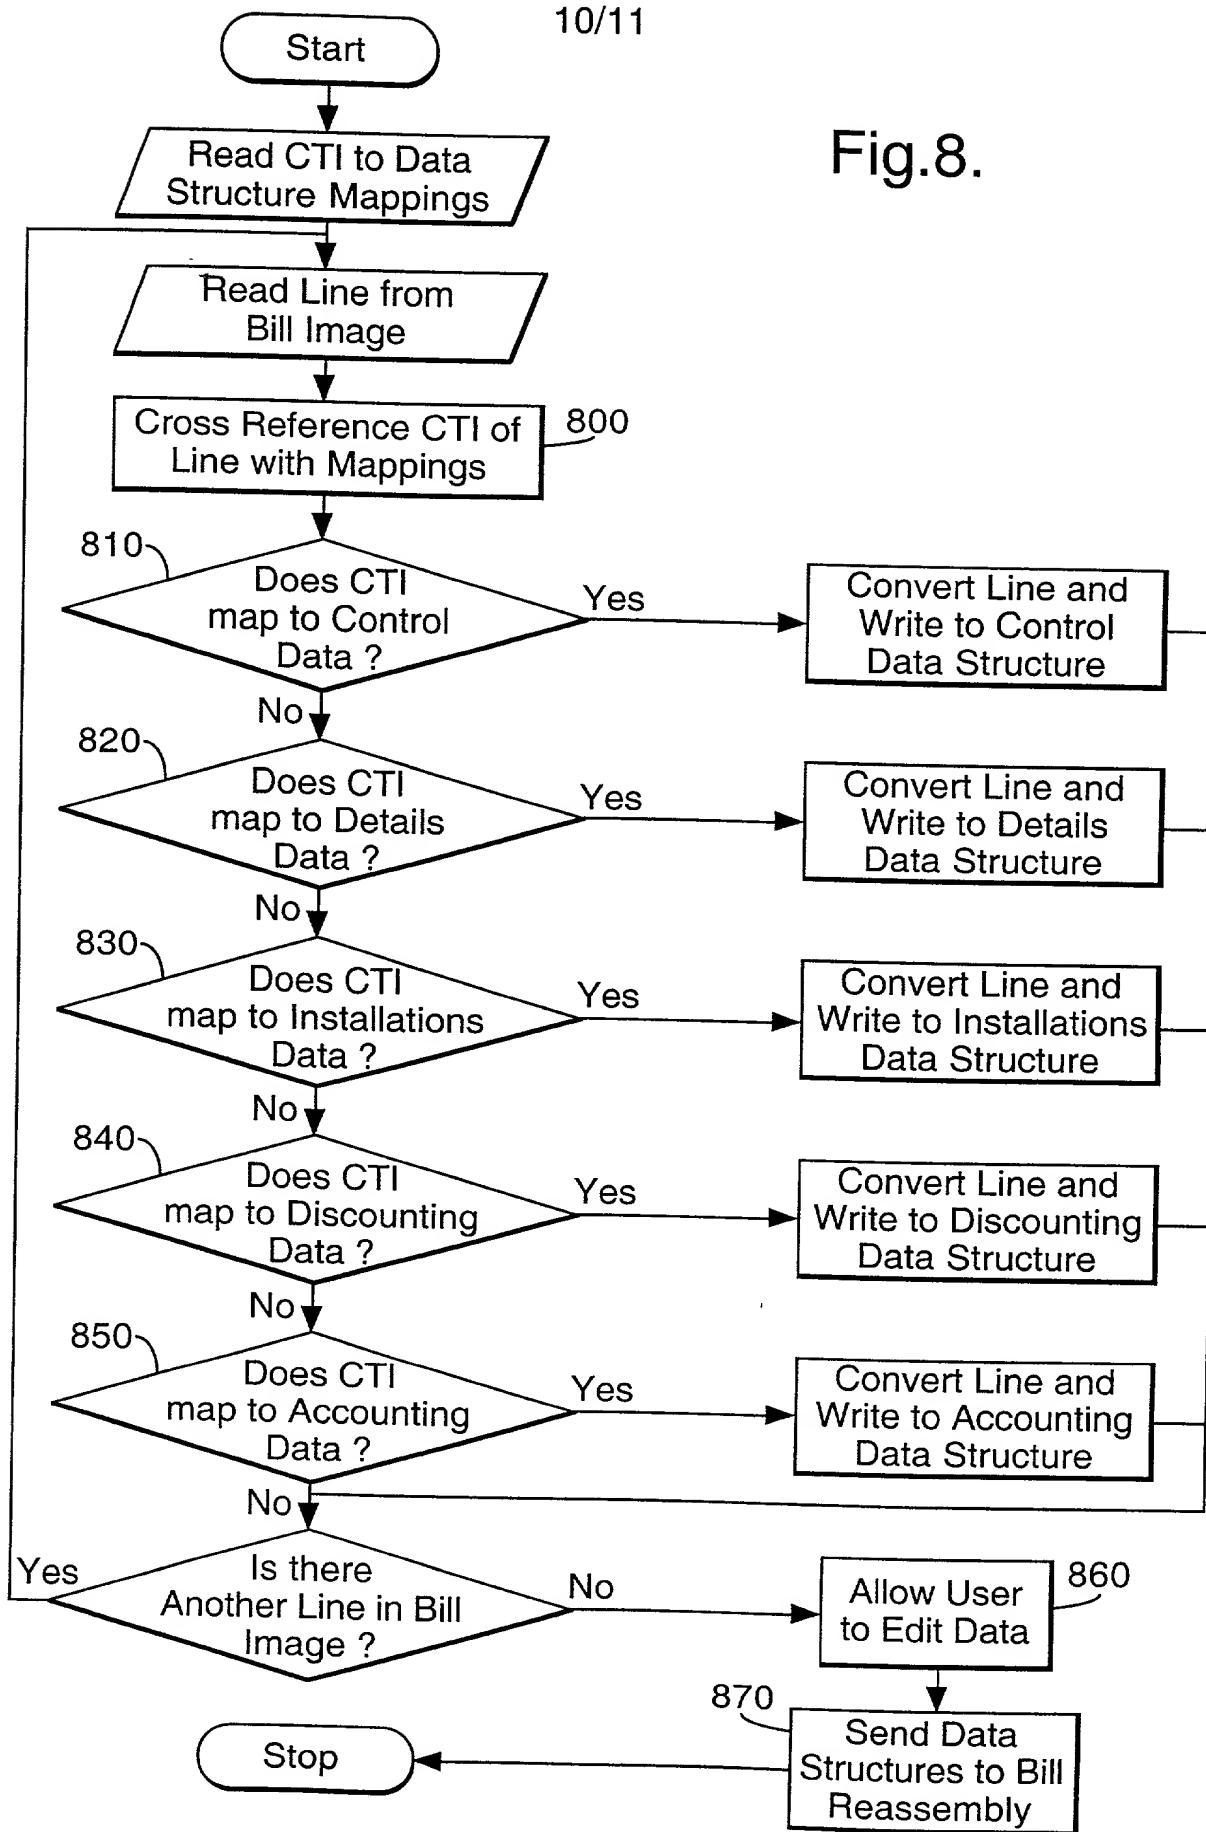 10/11
Fig.8.
Start
Read CTI to Data
Structure Mappings
Read Line from
Bill Image
Cross Reference CTI of
Line with Mappings
800
810
Does CTI
map to Control
Data ?
Yes
Convert Line and
Write to Control
Data Structure
No
820
Does CTI
map to Details
Data ?
Yes
Convert Line and
Write to Details
Data Structure
No
830
Does CTI
map to Installations
Data ?
Yes
Convert Line and
Write to Installations
Data Structure
No
840
Does CTI
map to Discounting
Data ?
Yes
Convert Line and
Write to Discounting
Data Structure
No
850
Does CTI
map to Accounting
Data ?
Yes
Convert Line and
Write to Accounting
Data Structure
No
Yes
Is there
Another Line in Bill
Image ?
No
Allow User
to Edit Data
860
870
Send Data
Structures to Bill
Reassembly
Stop